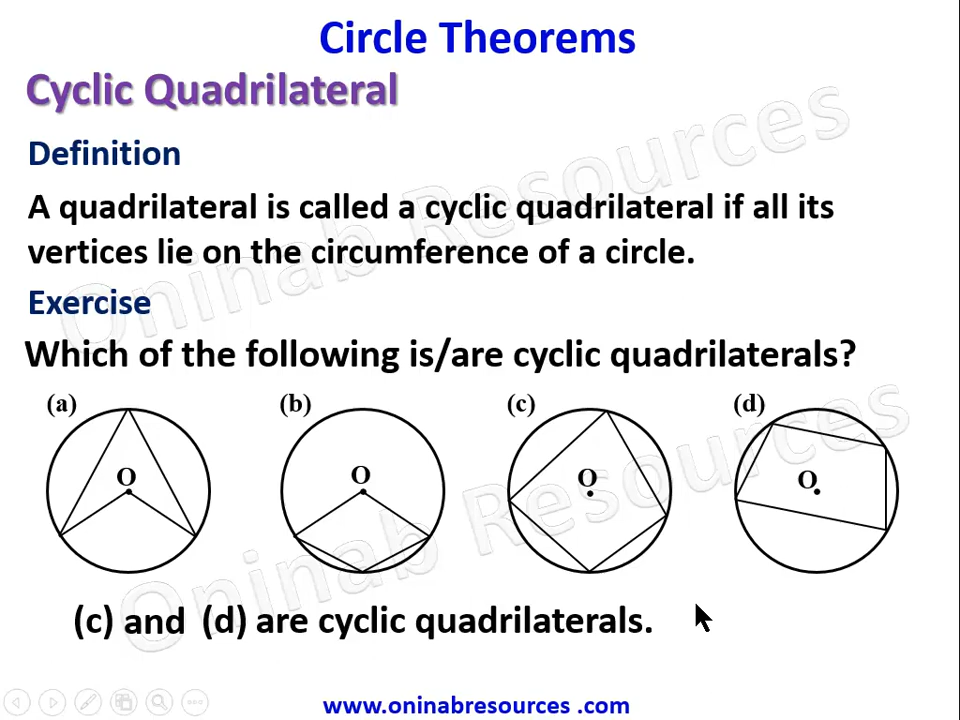 Circle Theorems
Cyclic Quadrilateral
Definition
A quadrilateral is called a cyclic quadrilateral if all its
vertices lie on the circumference of a circle.
Exercise
Which of the following is/are cyclic quadrilaterals?
(a) (b) (c) (d)
O O O O
(c) and (d) are cyclic quadrilaterals.
www.oninabresources .com
Oninab Resources
Oninab Resources